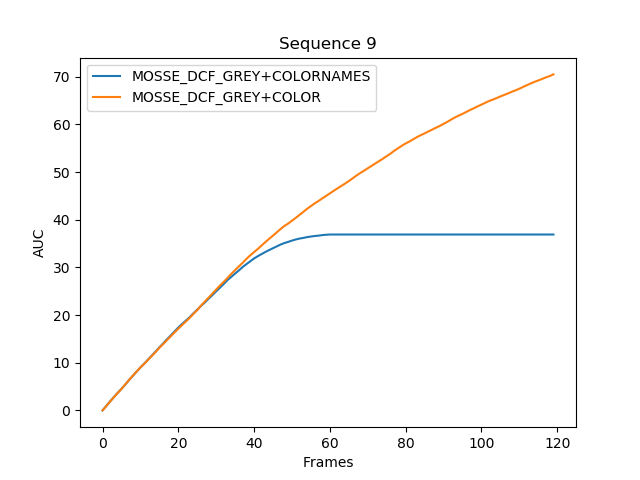 Sequence 9
MOSSE_DCF_GREY+COLORNAMES
MOSSE_DCF_GREY+COLOR
70
60
50
40
30
20
10
0
AUC
0 20 40 60 80 100 120
Frames